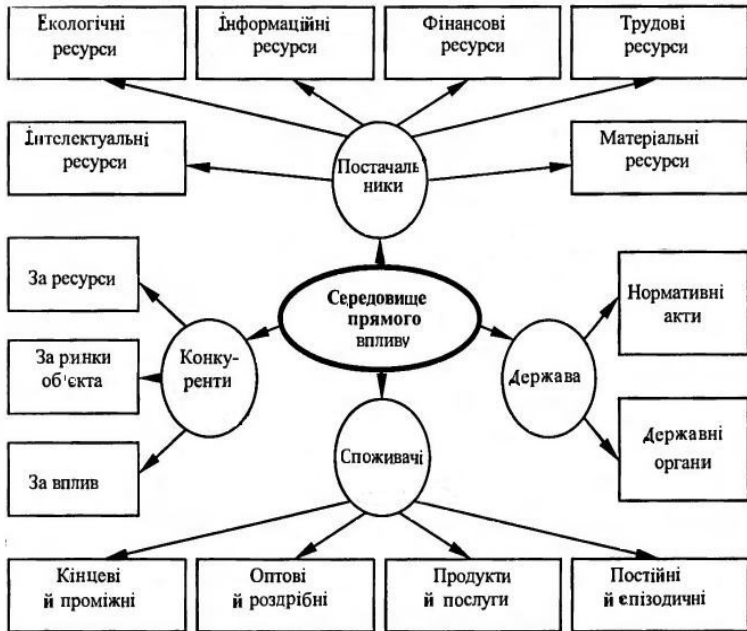 Екологічні
ресурси
Інформаційні
ресурси
Фінансові
ресурси
Трудові
ресурси
Інтелектуальні
ресурси
Постачаль
ники
Матеріальні
ресурси
За ресурси
Середовище
прямого
впливу
Нормативні
акти
За ринки
об'єкта
Конку-
ренти
Держава
За вплив
Споживачі
Державні
органи
Кінцеві
й проміжні
Оптові
й роздрібні
Продукти
й послуги
Постійні
й епізодичні